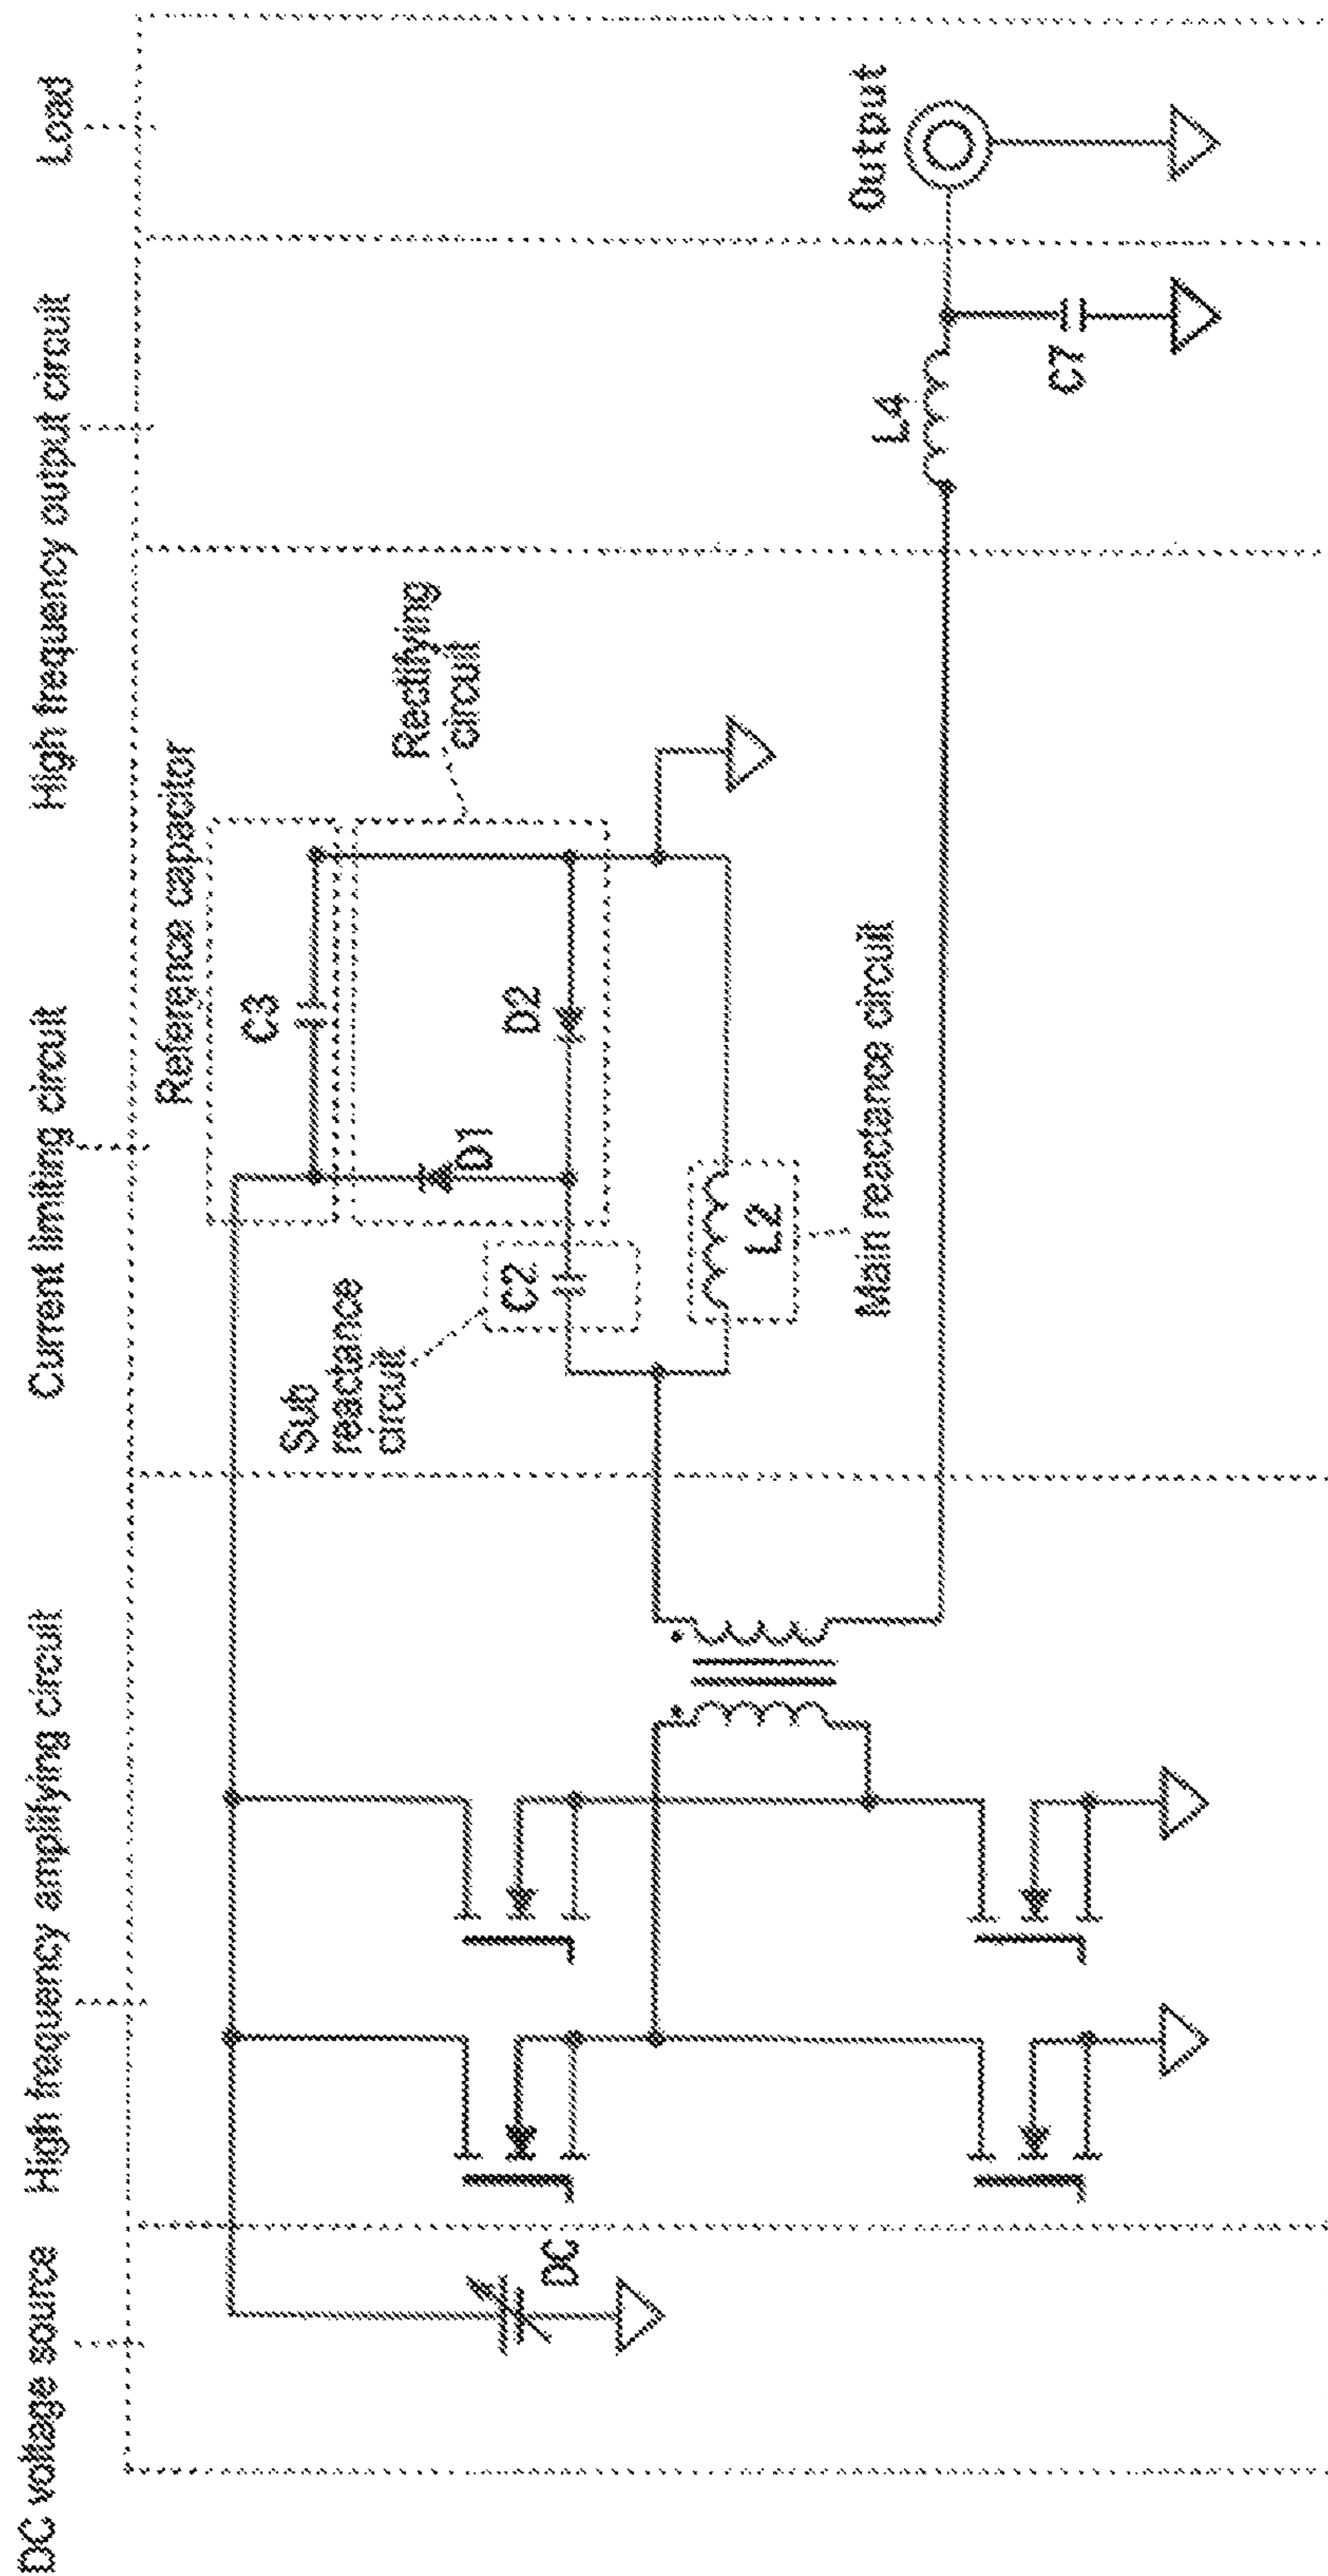 DC voltage source
High frequency amplifying circuit
Current limiting circuit
High frequency output circuit
Load
Reference capacitor
C3
Rectifying
circuit
D1
D2
Sub
reactance
circuit
C2
L2
Main reactance circuit
DC
L4
C7
Output